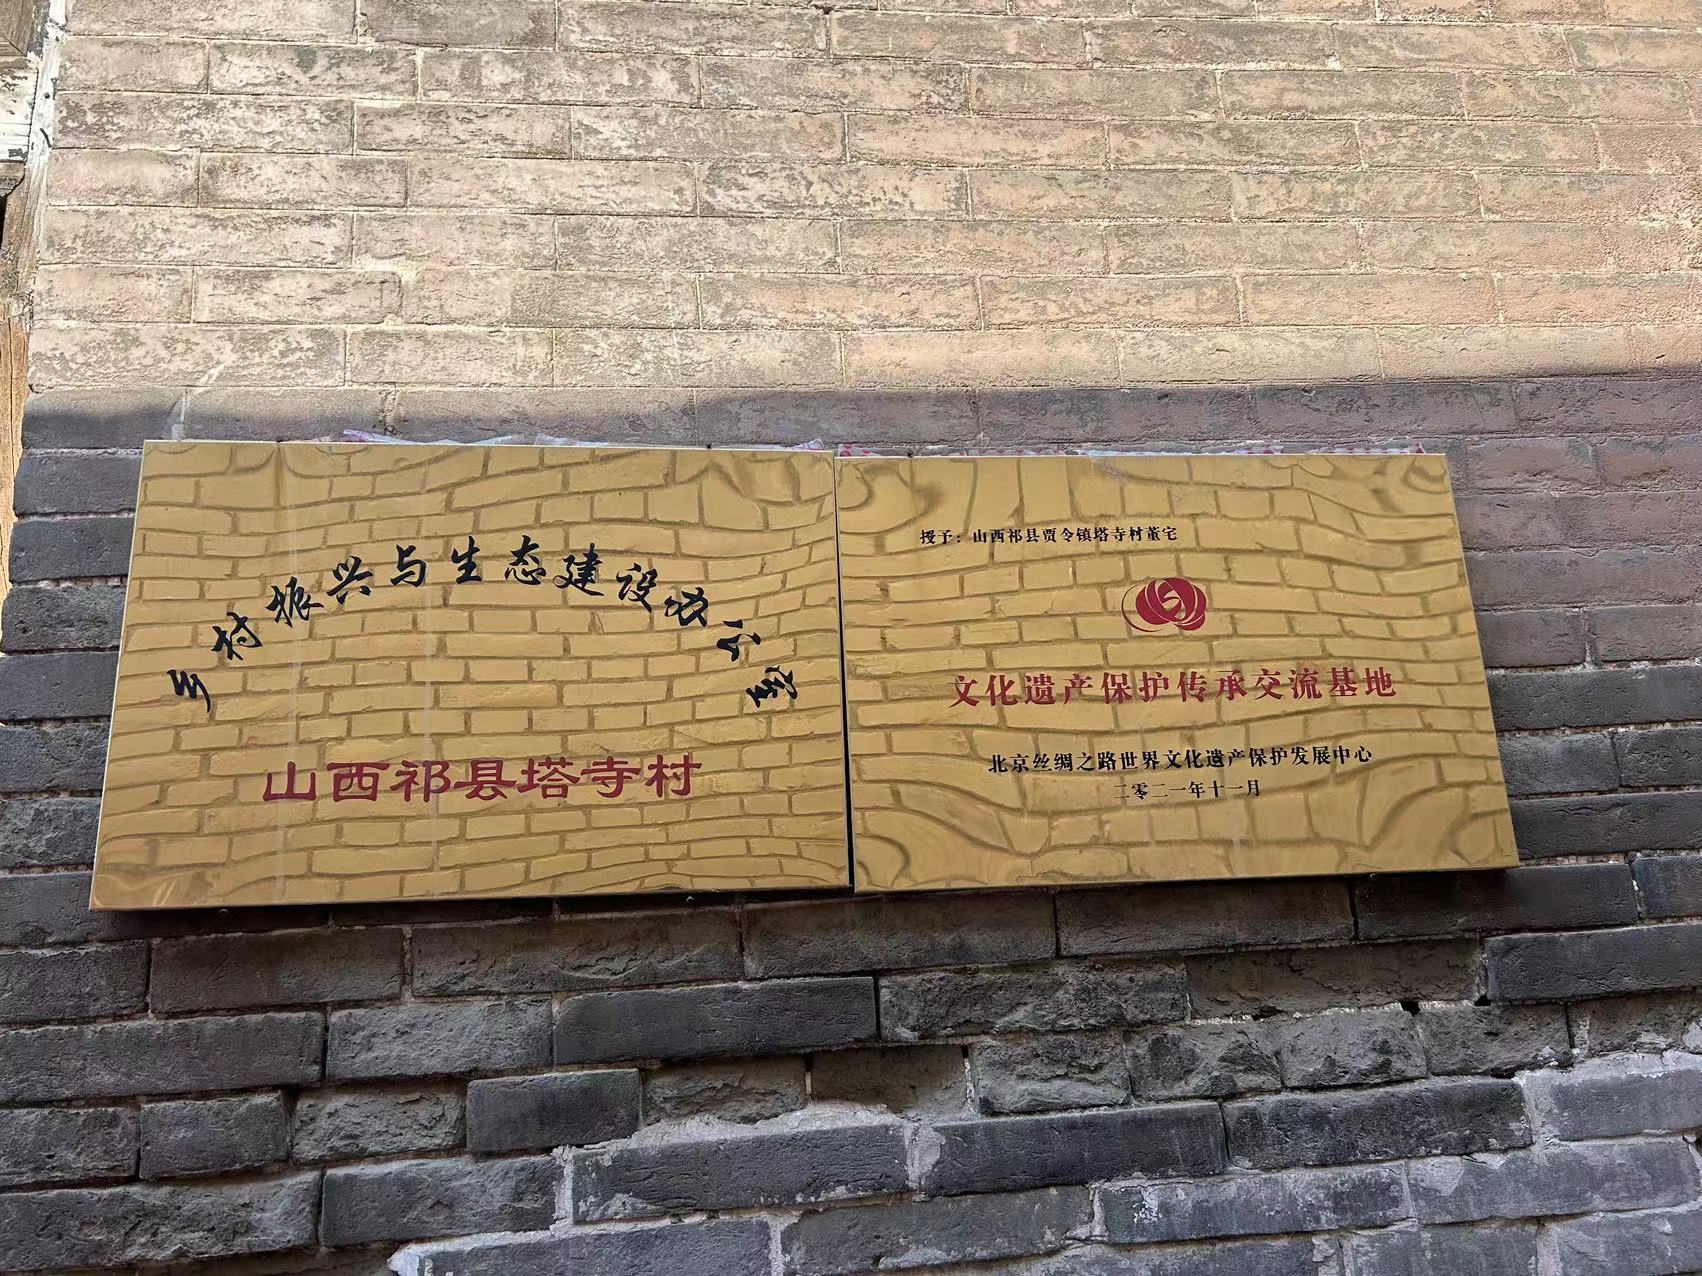 乡村振兴与生态建设
山西祁县塔寺村
授予：山西祁县贾令镇塔寺村董宅
文化遗产保护传承交流基地
北京丝绸之路世界文化遗产保护发展中心
二零二一年十一月